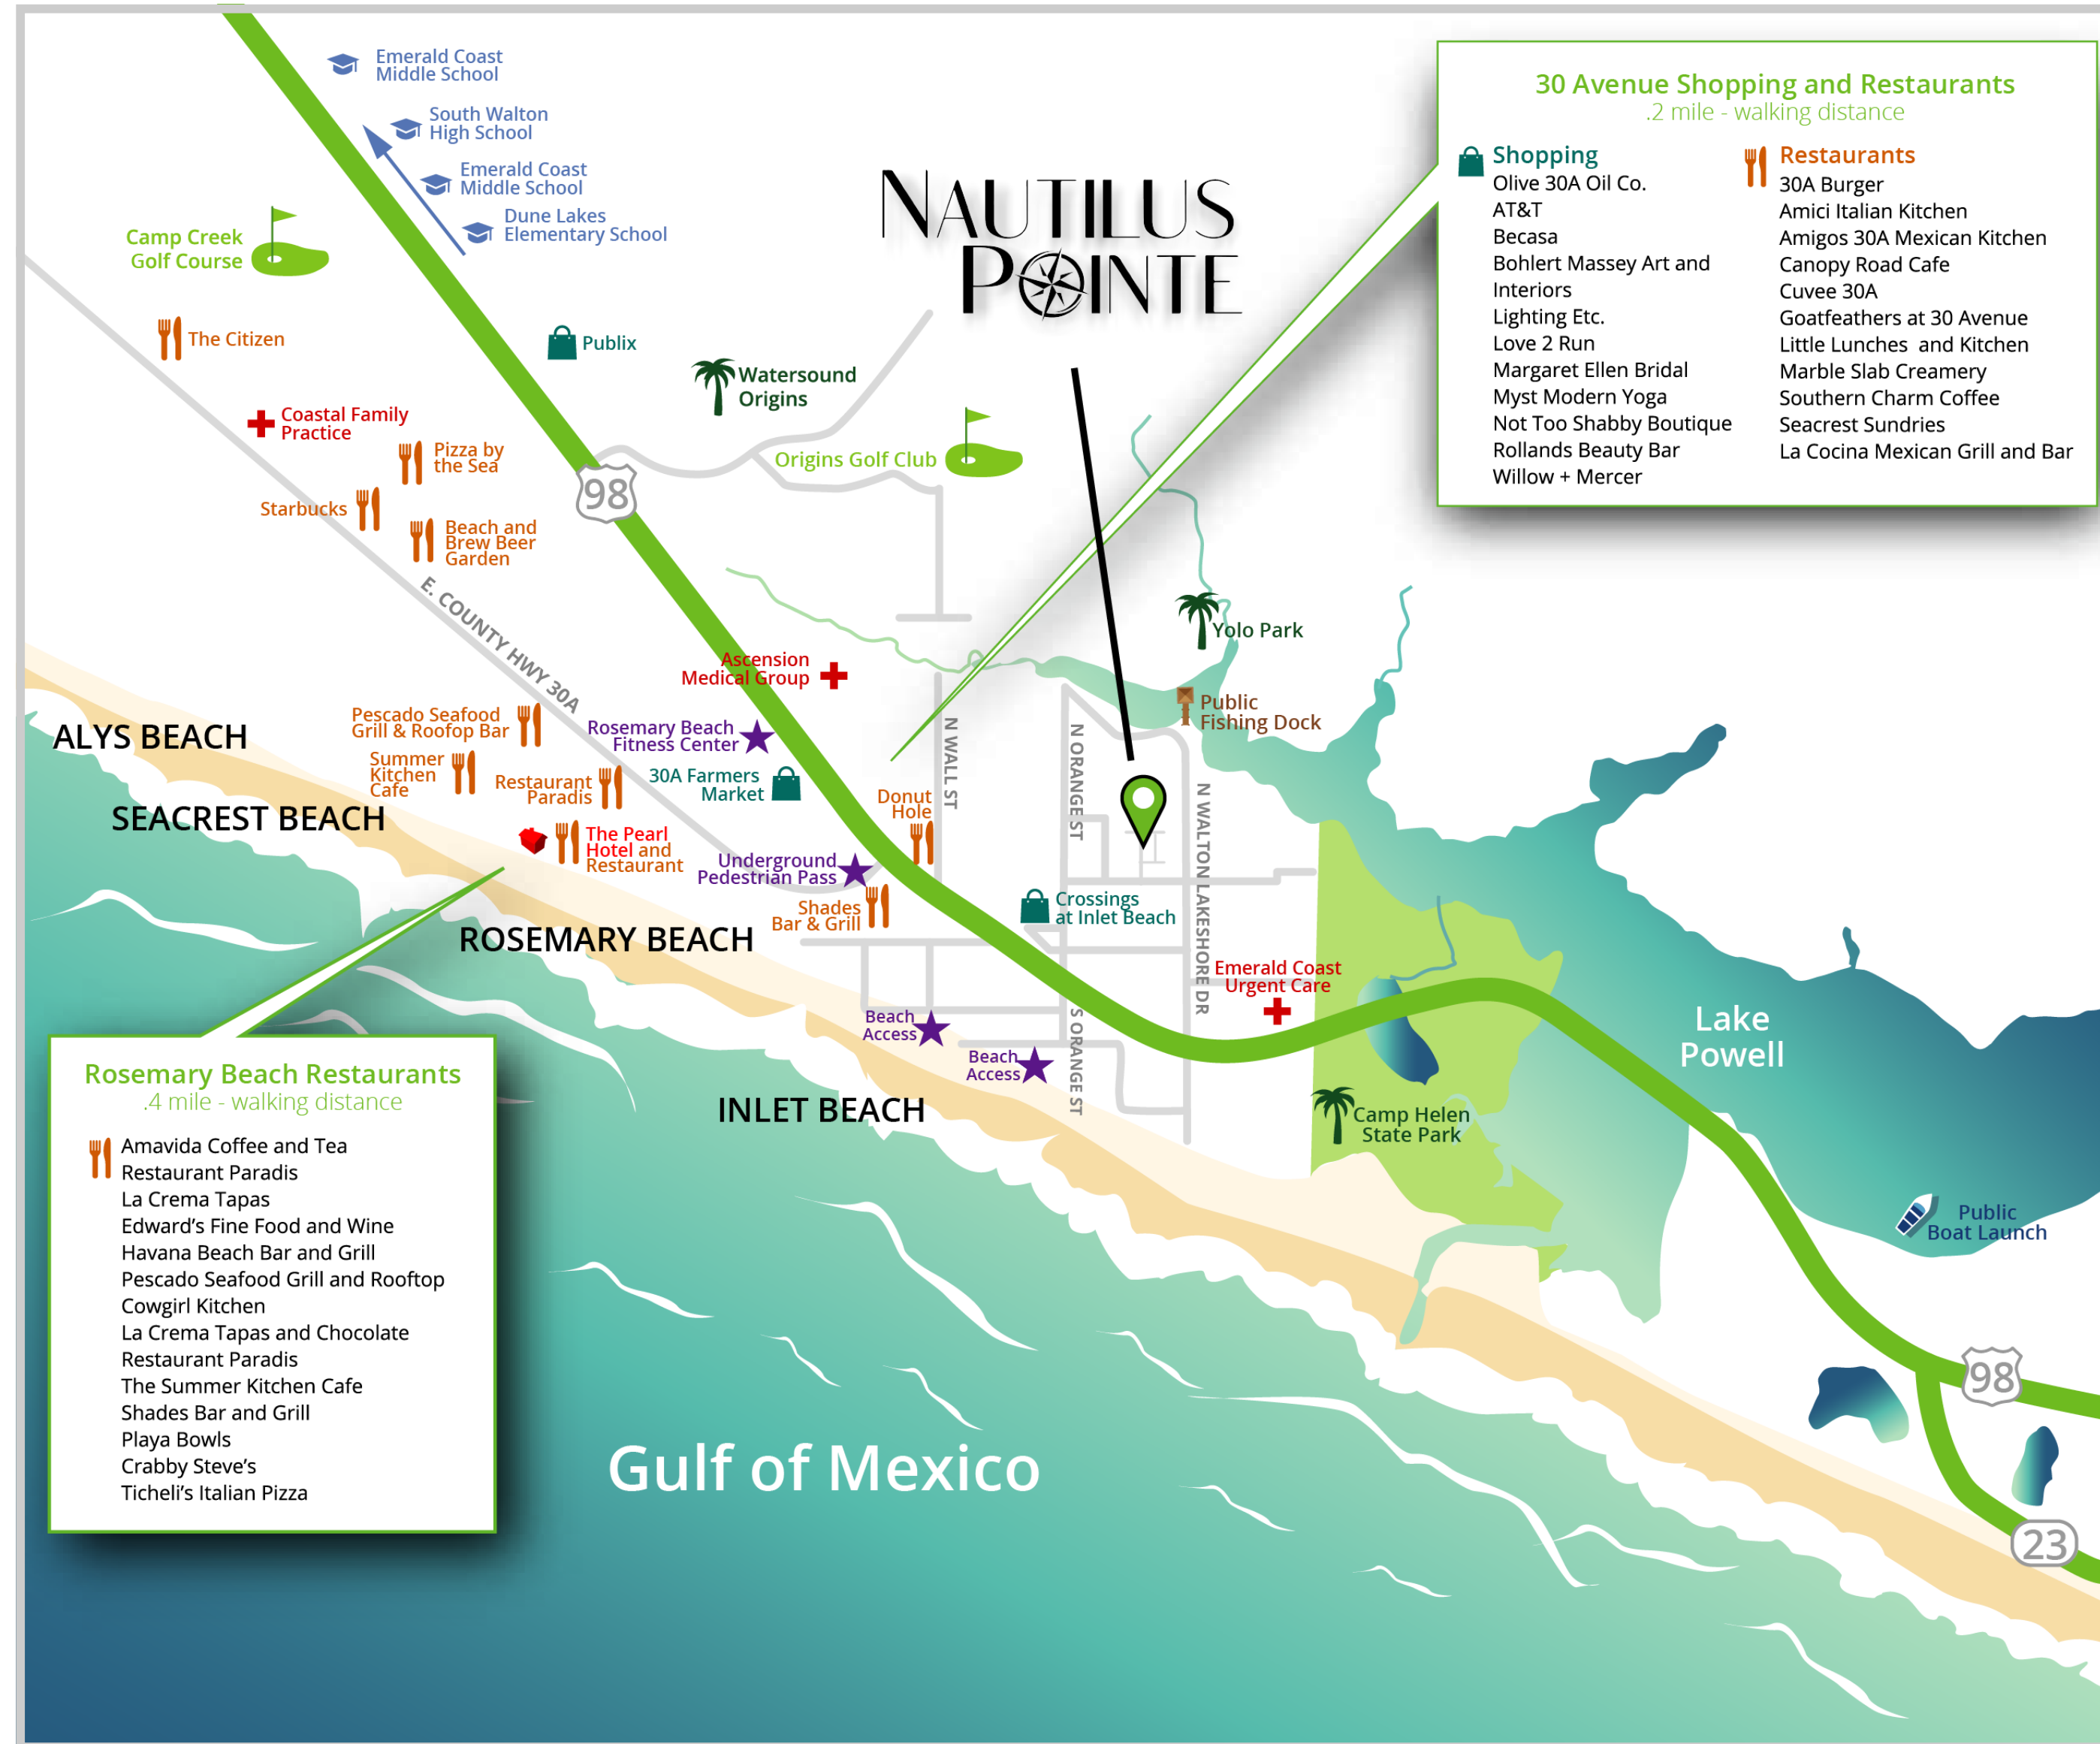 Emerald Coast
Middle School
South Walton
High School
Emerald Coast
Middle School
Dune Lakes
Elementary School
Camp Creek
Golf Course
The Citizen
Publix
Watersound
Origins
Coastal Family
Practice
Pizza by
the Sea
Starbucks
Beach and
Brew Beer
Garden
98
Origins Golf Club
NAUTILUS
POINTE
30 Avenue Shopping and Restaurants
.2 mile - walking distance
Shopping
Olive 30A Oil Co.
AT&T
Becasa
Bohlert Massey Art and
Interiors
Lighting Etc.
Love 2 Run
Margaret Ellen Bridal
Myst Modern Yoga
Not Too Shabby Boutique
Rollands Beauty Bar
Willow + Mercer
Restaurants
30A Burger
Amici Italian Kitchen
Amigos 30A Mexican Kitchen
Canopy Road Cafe
Cuvee 30A
Goatfeathers at 30 Avenue
Little Lunches  and Kitchen
Marble Slab Creamery
Southern Charm Coffee
Seacrest Sundries
La Cocina Mexican Grill and Bar
E. COUNTY HWY 30A
Yolo Park
Public
Fishing Dock
Ascension
Medical Group
Pescado Seafood
Grill & Roofop Bar
Rosemary Beach
Fitness Center
Summer
Kitchen
Cafe
Restaurant
Paradis
30A Farmers
Market
Donut
Hole
N WALL ST
N ORANGE ST
N WALTON LAKESHORE DR
ALYS BEACH
SEACREST BEACH
The Pearl
Hotel and
Restaurant
Underground
Pedestrian Pass
Shades
Bar & Grill
Crossings
at Inlet Beach
ROSEMARY BEACH
Emerald Coast
Urgent Care
Beach
Access
Beach
Access
S ORANGE ST
INLET BEACH
Camp Helen
State Park
Lake
Powell
Public
Boat Launch
Rosemary Beach Restaurants
.4 mile - walking distance
Amavida Coffee and Tea
Restaurant Paradis
La Crema Tapas
Edward’s Fine Food and Wine
Havana Beach Bar and Grill
Pescado Seafood Grill and Rooftop
Cowgirl Kitchen
La Crema Tapas and Chocolate
Restaurant Paradis
The Summer Kitchen Cafe
Shades Bar and Grill
Playa Bowls
Crabby Steve’s
Ticheli’s Italian Pizza
Gulf of Mexico
98
23